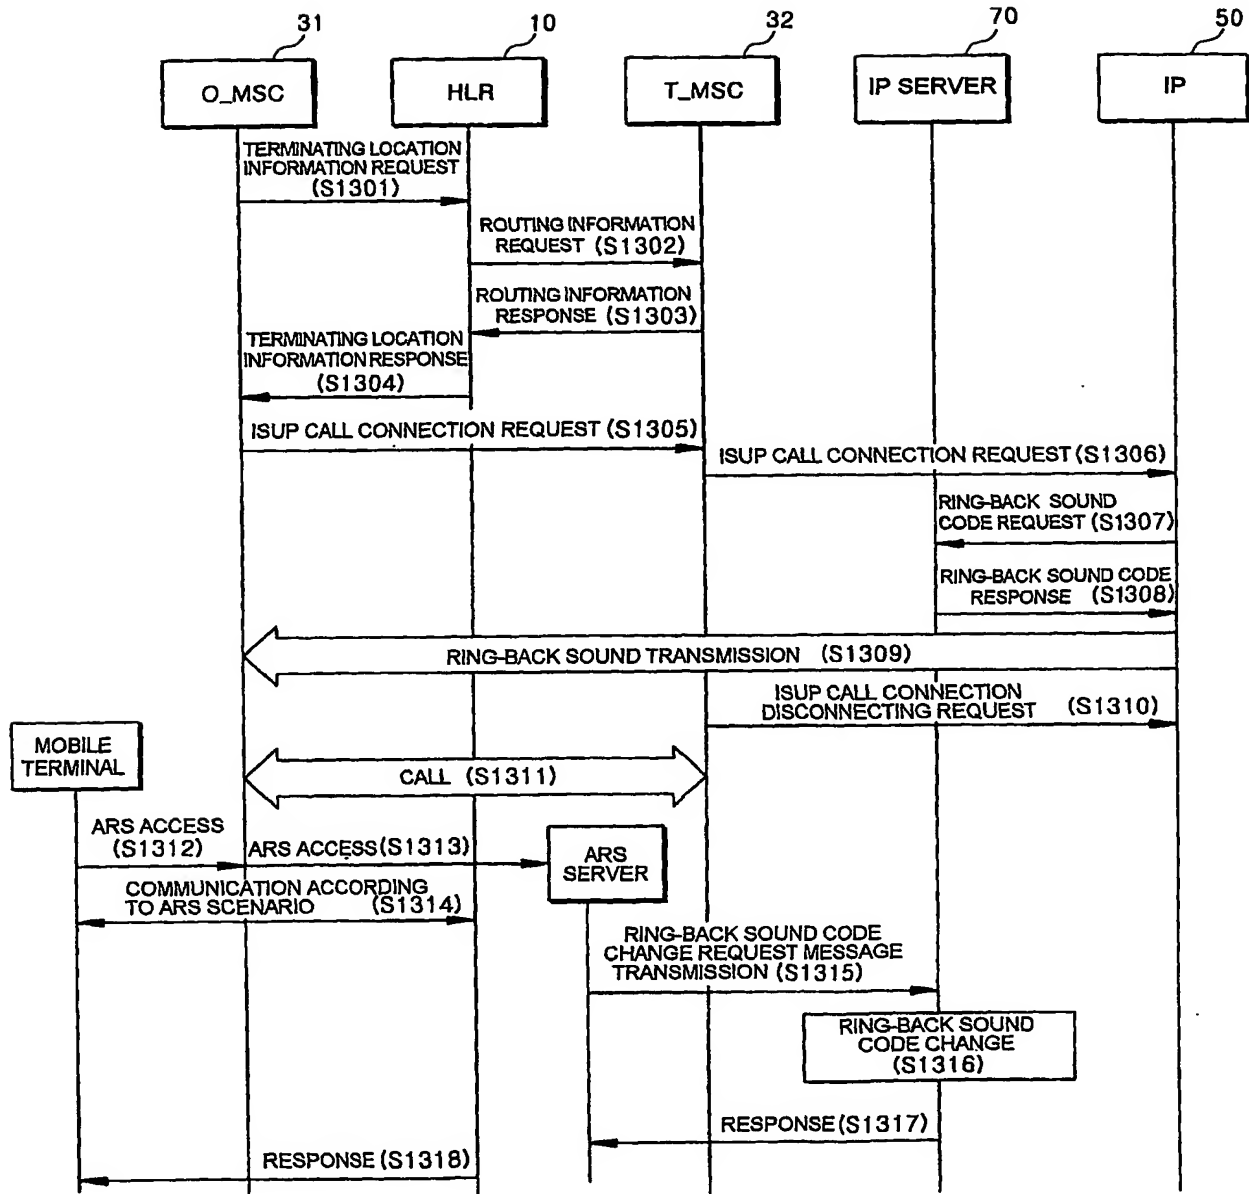 31
10
32
70
50
O_MSC
HLR
T_MSC
IP SERVER
IP
TERMINATING LOCATION
INFORMATION REQUEST
(S1301)
ROUTING INFORMATION
REQUEST (S1302)
ROUTING INFORMATION
RESPONSE (S1303)
TERMINATING LOCATION
INFORMATION RESPONSE
(S1304)
ISUP CALL CONNECTION REQUEST (S1305)
ISUP CALL CONNECTION REQUEST (S1306)
RING-BACK SOUND
CODE REQUEST (S1307)
RING-BACK SOUND CODE
RESPONSE (S1308)
RING-BACK SOUND TRANSMISSION (S1309)
ISUP CALL CONNECTION
DISCONNECTING REQUEST (S1310)
MOBILE
TERMINAL
CALL (S1311)
ARS ACCESS
(S1312)
ARS ACCESS (S1313)
ARS
SERVER
COMMUNICATION ACCORDING
TO ARS SCENARIO (S1314)
RING-BACK SOUND CODE
CHANGE REQUEST MESSAGE
TRANSMISSION (S1315)
RING-BACK SOUND
CODE CHANGE
(S1316)
RESPONSE (S1317)
RESPONSE (S1318)